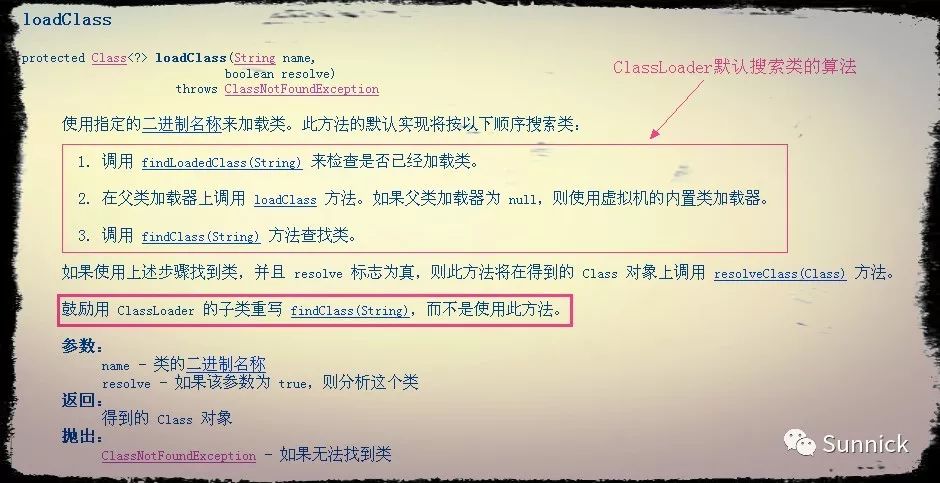 loadClass
protected Class<?> loadClass(String name,
boolean resolve)
throws ClassNotFoundException
ClassLoader默认搜索类的算法
使用指定的二进制名称来加载类。此方法的默认实现将按以下顺序搜索类：
1. 调用 findLoadedClass(String) 来检查是否已经加载类。
2. 在父类加载器上调用 loadClass 方法。如果父类加载器为 null，则使用虚拟机的内置类加载器。
3. 调用 findClass(String) 方法查找类。
如果使用上述步骤找到类，并且 resolve 标志为真，则此方法将在得到的 Class 对象上调用 resolveClass(Class) 方法。
鼓励用 ClassLoader 的子类重写 findClass(String)，而不是使用此方法。
参数：
name - 类的二进制名称
resolve - 如果该参数为 true，则分析这个类
返回：
得到的 Class 对象
抛出：
ClassNotFoundException - 如果无法找到类
Sunnick